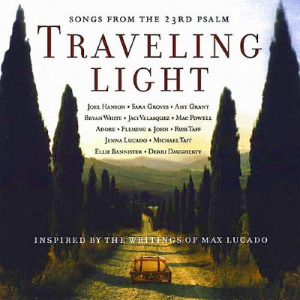 SONGS FROM THE 23RD PSALM
TRAVELING
LIGHT
JOEL HANSON • SARA GROVES • AMY GRANT
BRYAN WHITE • JACI VELASQUEZ • MAC POWELL
ADORE • FLEMING & JOHN • RUSS TAFF
JENNA LUCADO • MICHAEL TAIT
ELLIE BANNISTER • DERRI DAUGHERTY
INSPIRED BY THE WRITINGS OF MAX LUCADO